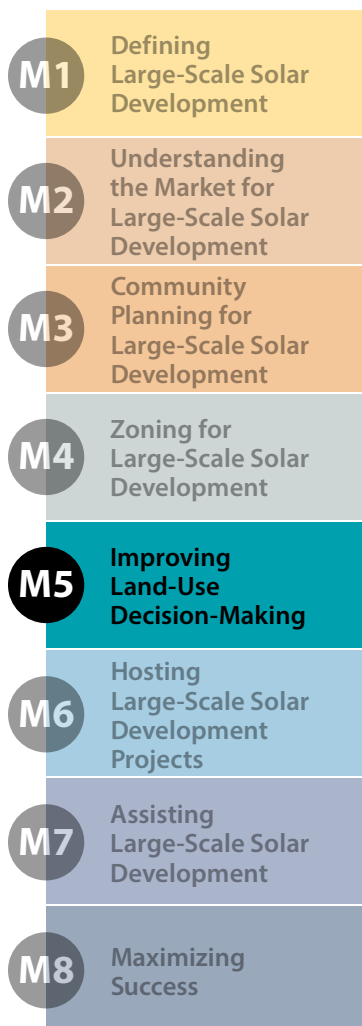 M1
Defining
Large-Scale Solar
Development
M2
Understanding
the Market for
Large-Scale Solar
Development
M3
Community
Planning for
Large-Scale Solar
Development
M4
Zoning for
Large-Scale Solar
Development
M5
Improving
Land-Use
Decision-Making
M6
Hosting
Large-Scale Solar
Development
Projects
M7
Assisting
Large-Scale Solar
Development
M8
Maximizing
Success